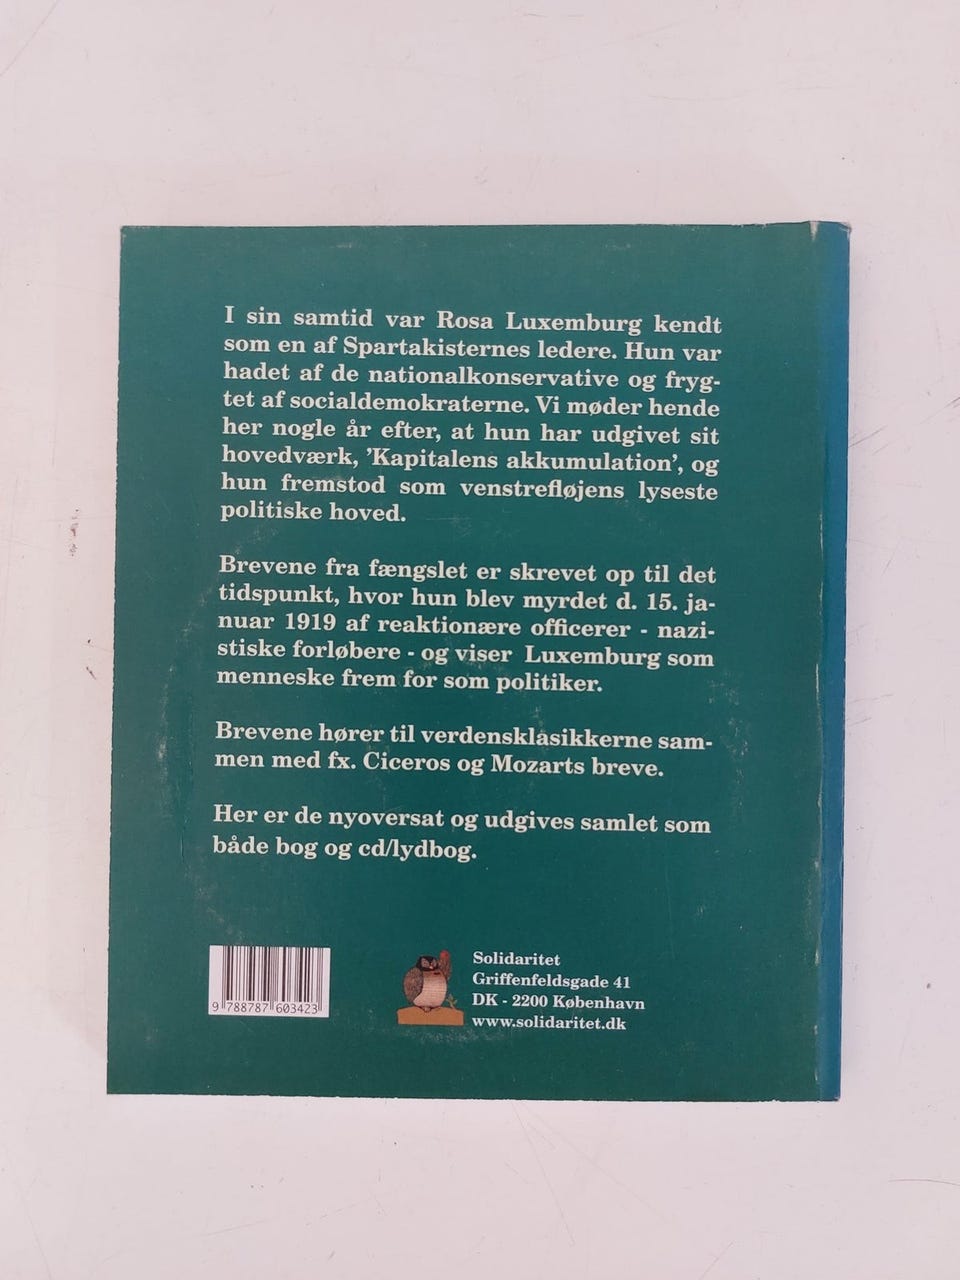 I sin samtid var Rosa Luxemburg kendt
som en af Spartakisternes ledere. Hun var
hadet af de nationalkonservative og fryg-
tet af socialdemokraterne. Vi møder hende
her nogle år efter, at hun har udgivet sit
hovedværk, ’Kapitalens akkumulation’, og
hun fremstod som venstrefløjens lyseste
politiske hoved.
Brevene fra fængslet er skrevet op til det
tidspunkt, hvor hun blev myrdet d. 15. ja-
nuar 1919 af reaktionære officerer - nazi-
stiske forløbere - og viser Luxemburg som
menneske frem for som politiker.
Brevene hører til verdensklasikkerne sam-
men med fx. Ciceros og Mozarts breve.
Her er de nyoversat og udgives samlet som
både bog og cd/lydbog.
9 788787 603423
Solidaritet
Griffenfeldsgade 41
DK - 2200 København
www.solidaritet.dk